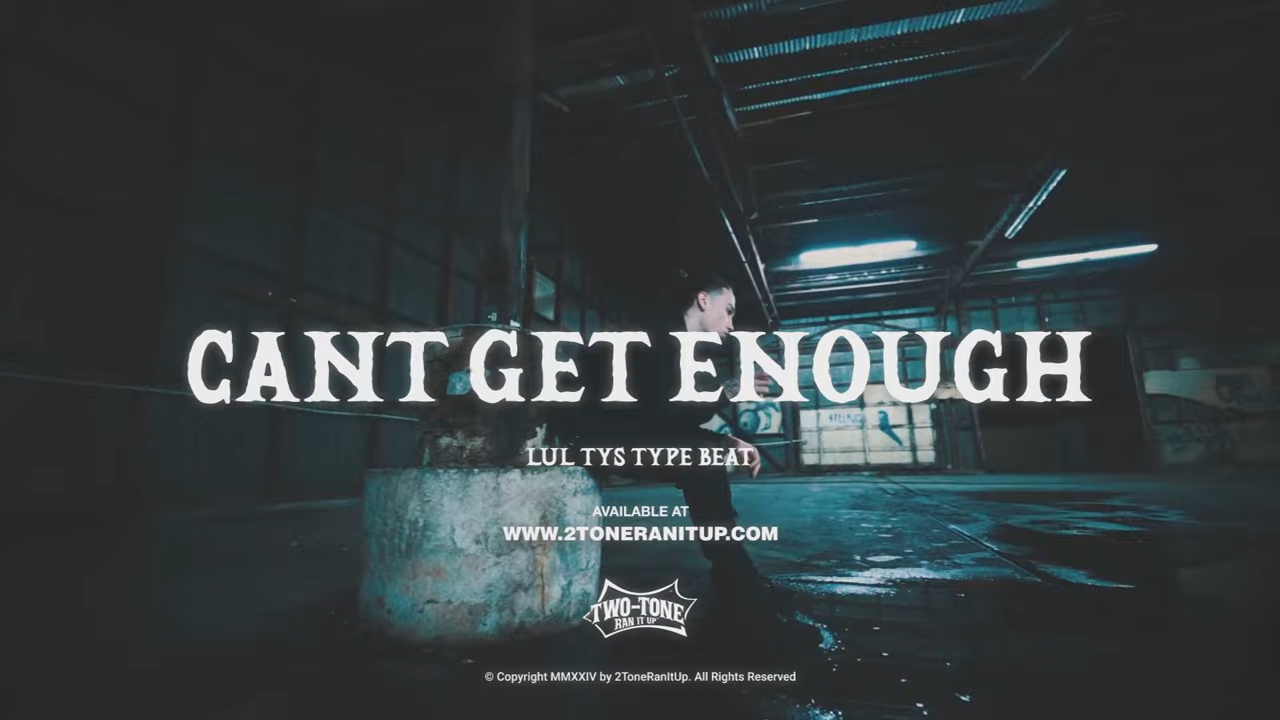 CANT GET ENOUGH
LUL TYS TYPE BEAT
AVAILABLE AT
WWW.2TONERANITUP.COM
TWO-TONE
RAN IT UP
© Copyright MMXXIV by 2ToneRanItUp. All Rights Reserved